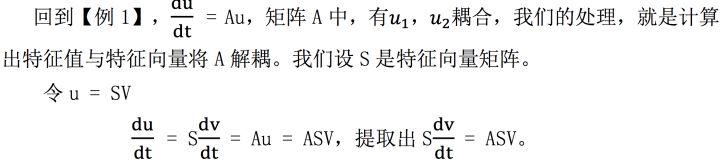 回到【例 1】，du/dt = Au，矩阵 A 中，有u₁，u₂耦合，我们的处理，就是计算
出特征值与特征向量将 A 解耦。我们设 S 是特征向量矩阵。
令 u = SV
du/dt = S dv/dt = Au = ASV，提取出 S dv/dt = ASV。